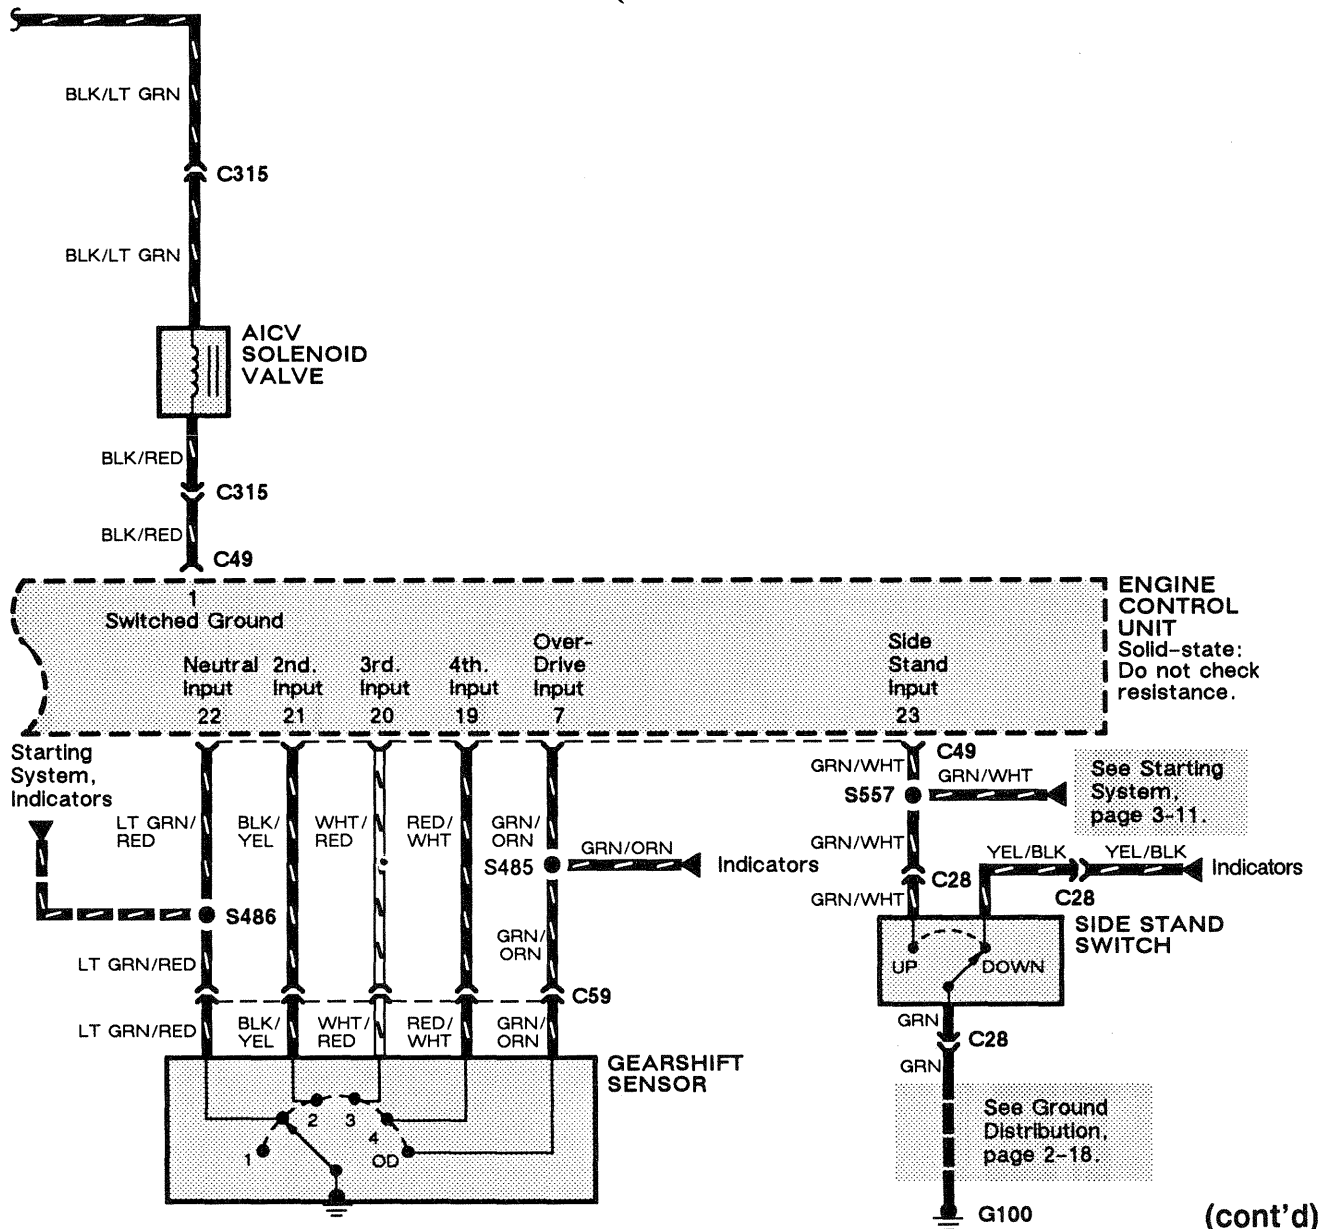 BLK/LT GRN
C315
BLK/LT GRN
AICV
SOLENOID
VALVE
BLK/RED
C315
BLK/RED
C49
1
Switched Ground
Neutral
Input
22
2nd.
Input
21
3rd.
Input
20
4th.
Input
19
Over-
Drive
Input
7
Side
Stand
Input
23
ENGINE
CONTROL
UNIT
Solid-state:
Do not check
resistance.
Starting
System,
Indicators
LT GRN/
RED
BLK/
YEL
WHT/
RED
RED/
WHT
GRN/
ORN
S485
GRN/ORN
Indicators
S486
LT GRN/RED
GRN/
ORN
C59
LT GRN/RED
BLK/
YEL
WHT/
RED
RED/
WHT
GRN/
ORN
GEARSHIFT
SENSOR
1
2
3
4
OD
C49
GRN/WHT
GRN/WHT
S557
See Starting
System,
page 3-11.
GRN/WHT
YEL/BLK
YEL/BLK
Indicators
C28
C28
GRN/WHT
SIDE STAND
SWITCH
UP
DOWN
GRN
C28
GRN
See Ground
Distribution,
page 2-18.
G100
(cont'd)